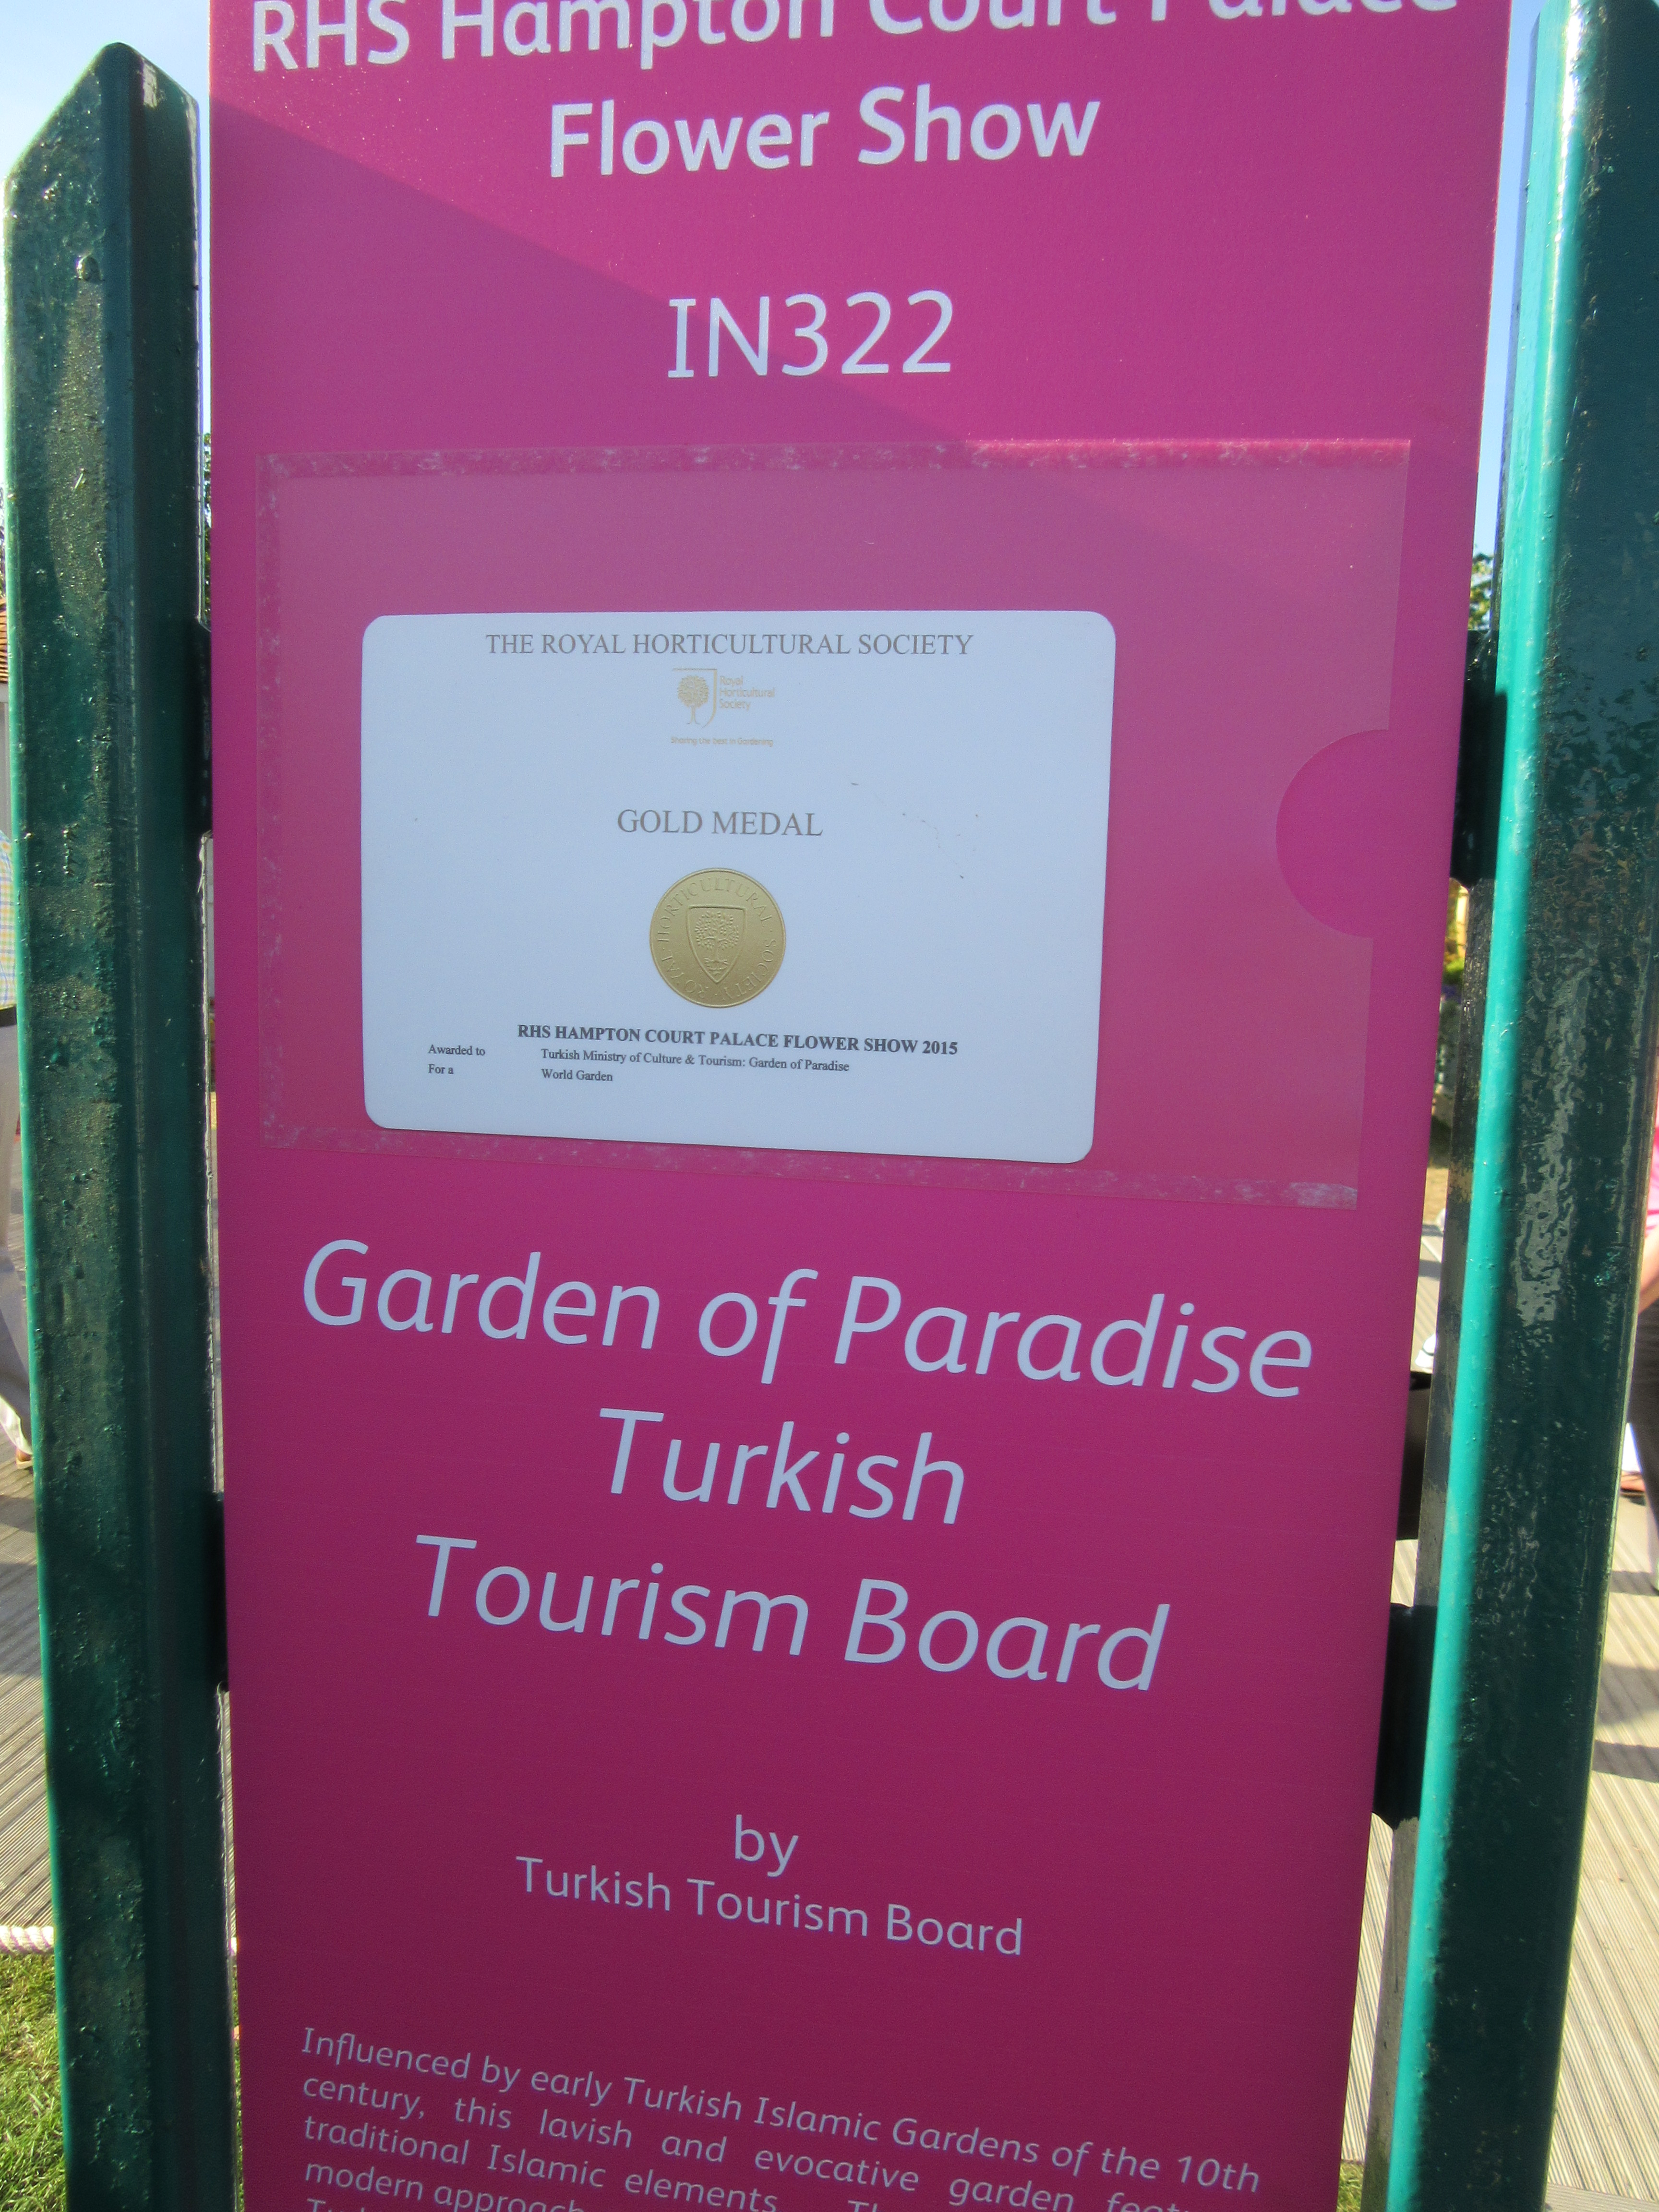 RHS Hampton Court Palace
Flower Show
IN322
THE ROYAL HORTICULTURAL SOCIETY
Royal
Horticultural
Society
Sharing the best in Gardening
GOLD MEDAL
ROYAL HORTICULTURAL SOCIETY
RHS HAMPTON COURT PALACE FLOWER SHOW 2015
Awarded to Turkish Ministry of Culture & Tourism: Garden of Paradise
For a World Garden
Garden of Paradise
Turkish
Tourism Board
by
Turkish Tourism Board
Influenced by early Turkish Islamic Gardens of the 10th
century, this lavish and evocative garden
traditional Islamic elements
modern